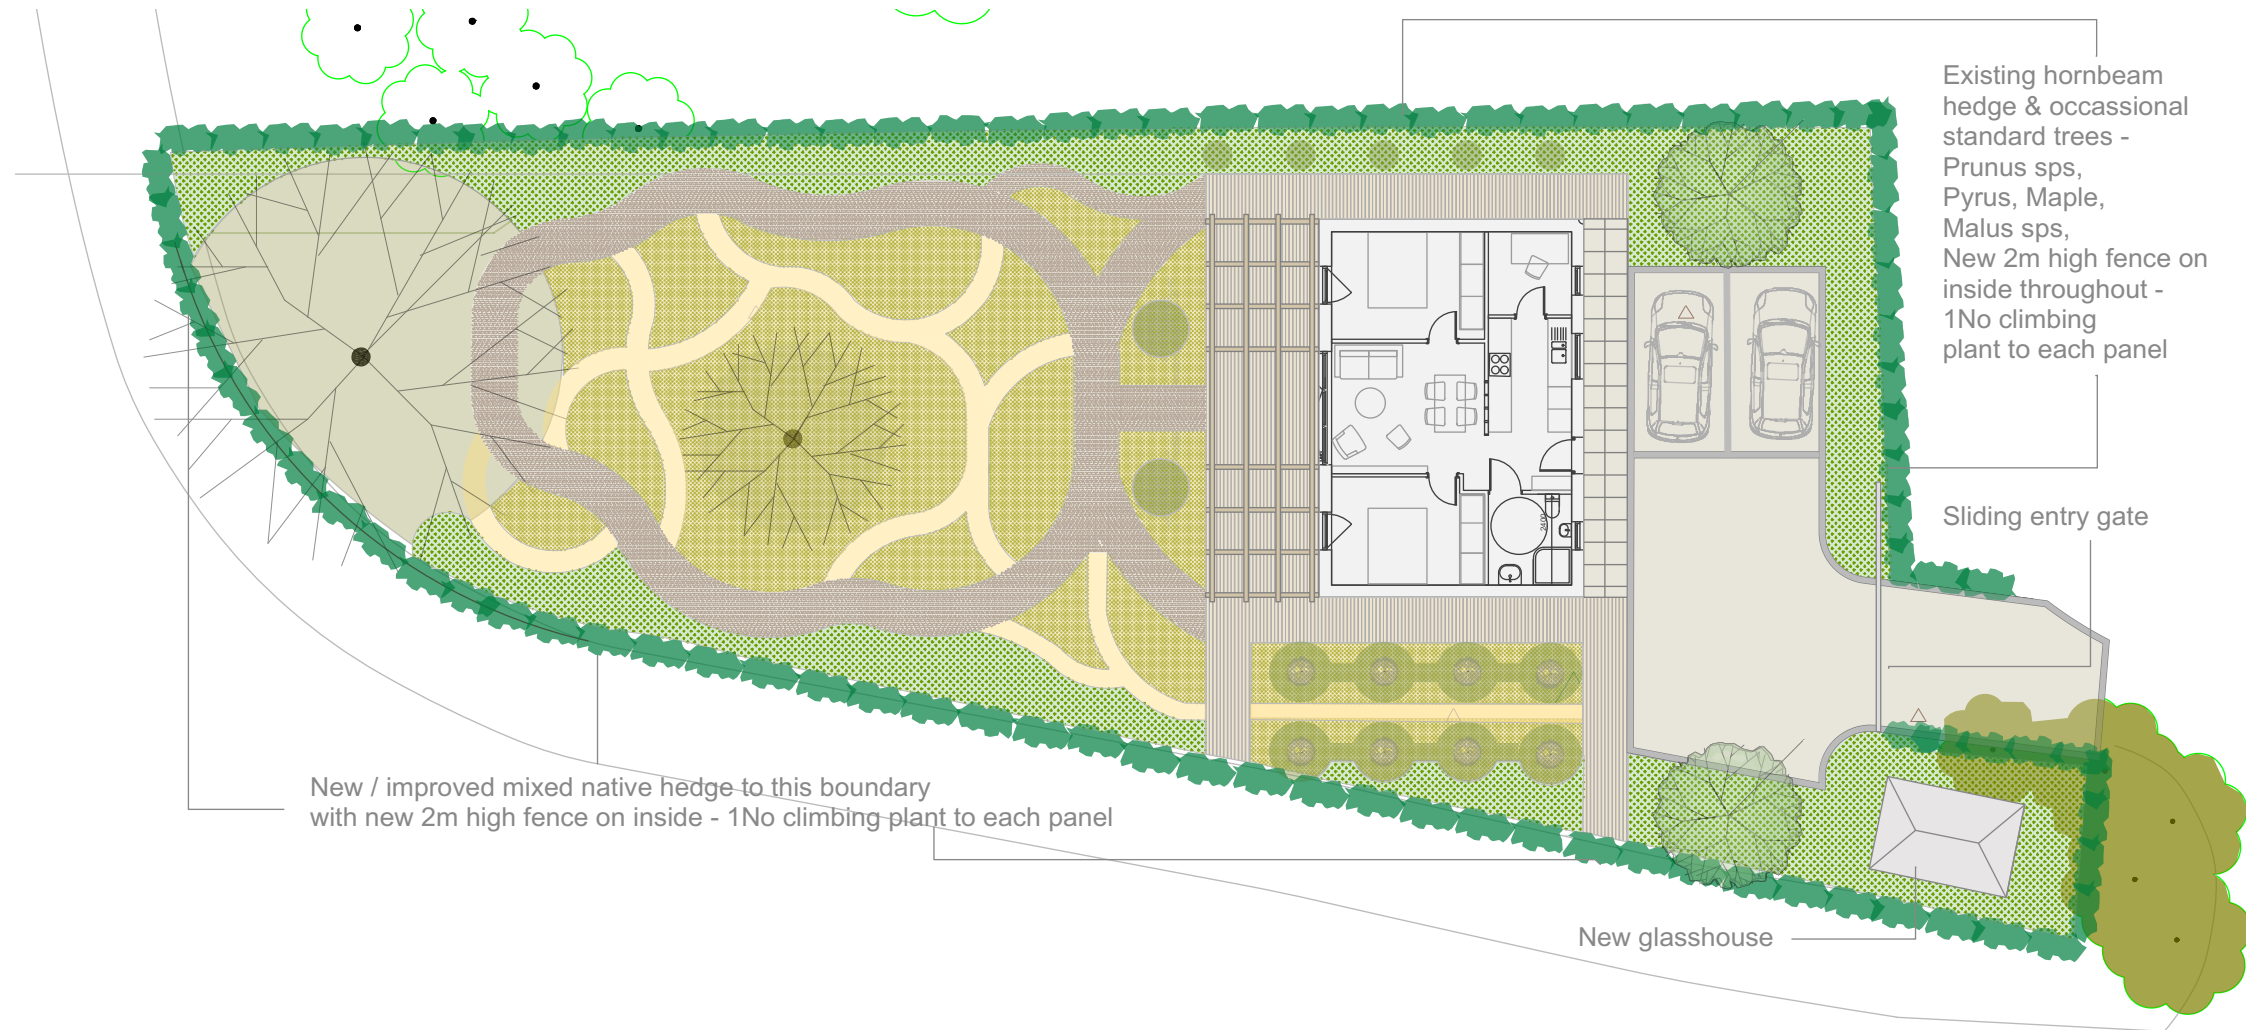 Existing hornbeam
hedge & occassional
standard trees -
Prunus sps,
Pyrus, Maple,
Malus sps,
New 2m high fence on
inside throughout -
1No climbing
plant to each panel
Sliding entry gate
2400
New / improved mixed native hedge to this boundary
with new 2m high fence on inside - 1No climbing plant to each panel
New glasshouse